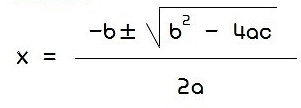 x = (-b ± √(b² - 4ac)) / 2a